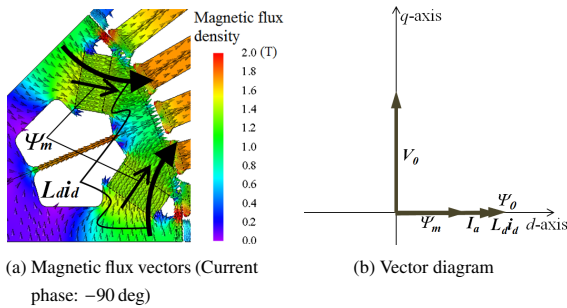 Magnetic flux
density
2.0 (T)
1.8
1.6
1.4
1.2
1.0
0.8
0.6
0.4
0.2
0.0
Ψm
Ldid
(a) Magnetic flux vectors (Current
phase: −90 deg)
q-axis
V0
Ψ0
Ψm Ia Ldid d-axis
(b) Vector diagram